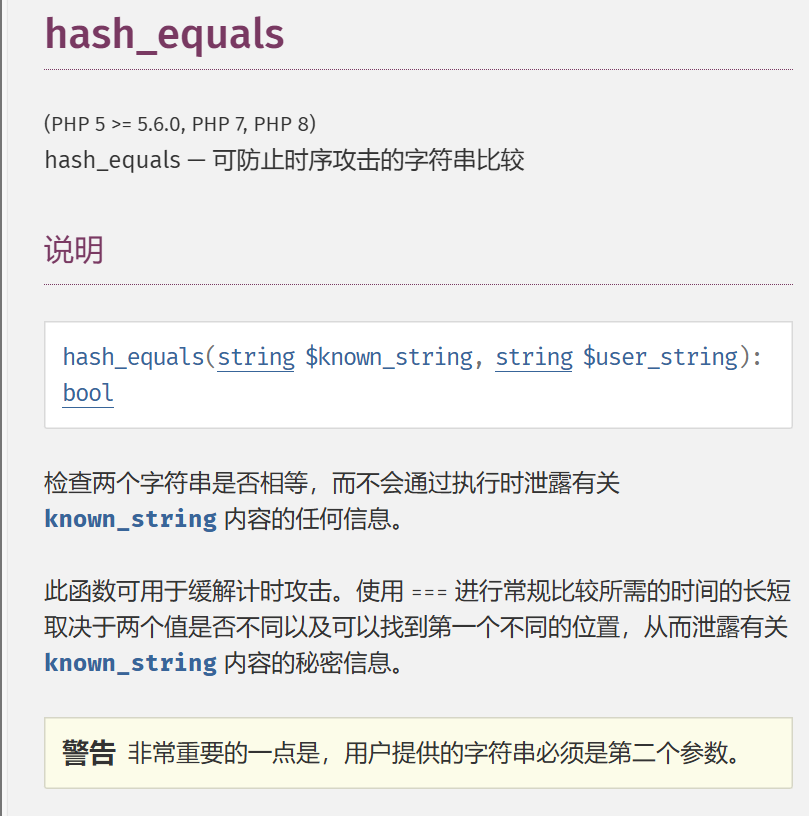 hash_equals
(PHP 5 >= 5.6.0, PHP 7, PHP 8)
hash_equals — 可防止时序攻击的字符串比较
说明
hash_equals(string $known_string, string $user_string):
bool
检查两个字符串是否相等，而不会通过执行时泄露有关
known_string 内容的任何信息。
此函数可用于缓解计时攻击。使用 === 进行常规比较所需的时间的长短
取决于两个值是否不同以及可以找到第一个不同的位置，从而泄露有关
known_string 内容的秘密信息。
警告 非常重要的一点是，用户提供的字符串必须是第二个参数。